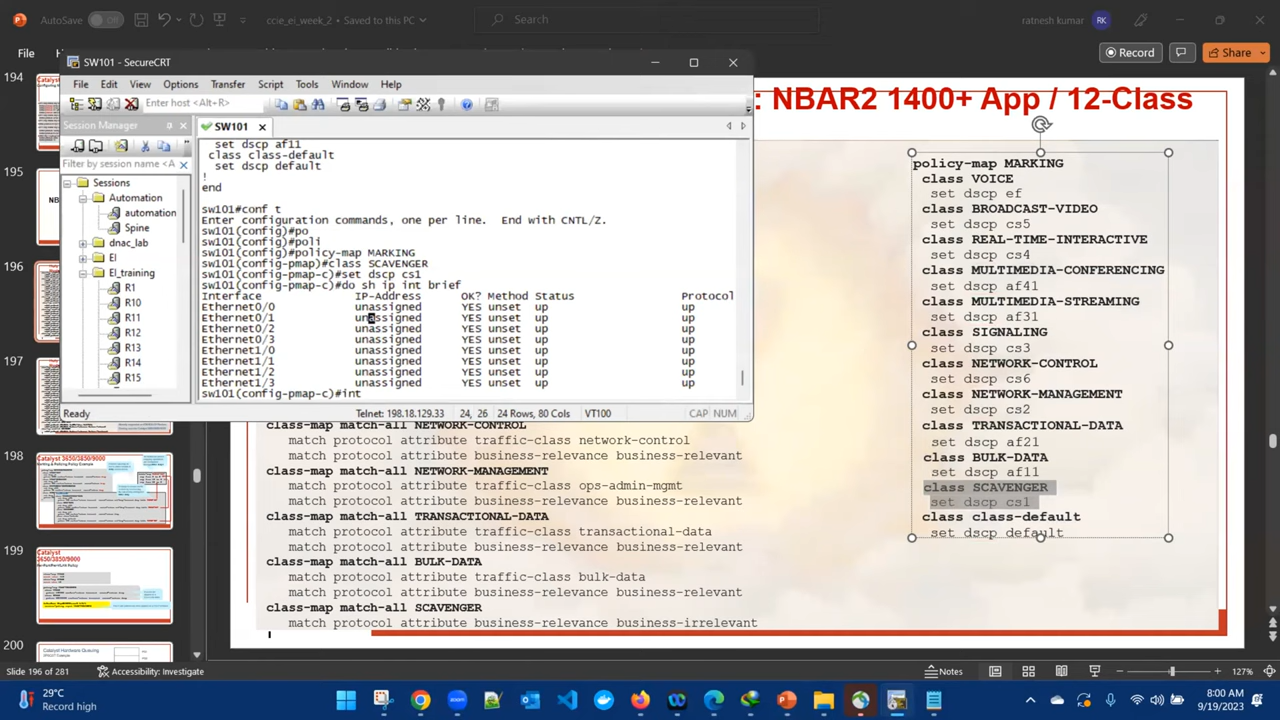 AutoSave
Off
ccie_ei_week_2 • Saved to this PC
Search
ratnesh kumar
RK
File
Record
Share
194
195
196
197
198
199
200
: NBAR2 1400+ App / 12-Class
SW101 - SecureCRT
File Edit View Options Transfer Script Tools Window Help
Enter host <Alt+R>
Session Manager
SW101
Filter by session name <A
Sessions
Automation
automation
Spine
dnac_lab
EI
EI_training
R1
R10
R11
R12
R13
R14
R15
set dscp af11
class class-default
set dscp default
!
end
sw101#conf t
Enter configuration commands, one per line.  End with CNTL/Z.
sw101(config)#po
sw101(config)#poli
sw101(config)#policy-map MARKING
sw101(config-pmap)#class SCAVENGER
sw101(config-pmap-c)#set dscp cs1
sw101(config-pmap-c)#do sh ip int brief
Interface IP-Address OK? Method Status Protocol
Ethernet0/0 unassigned YES unset up up
Ethernet0/1 unassigned YES unset up up
Ethernet0/2 unassigned YES unset up up
Ethernet0/3 unassigned YES unset up up
Ethernet1/0 unassigned YES unset up up
Ethernet1/1 unassigned YES unset up up
Ethernet1/2 unassigned YES unset up up
Ethernet1/3 unassigned YES unset up up
sw101(config-pmap-c)#int
Ready
Telnet: 198.18.129.33 24, 26 24 Rows, 80 Cols VT100 CAP NUM
class-map match-all NETWORK-CONTROL
match protocol attribute traffic-class network-control
match protocol attribute business-relevance business-relevant
class-map match-all NETWORK-MANAGEMENT
match protocol attribute traffic-class ops-admin-mgmt
match protocol attribute business-relevance business-relevant
class-map match-all TRANSACTIONAL-DATA
match protocol attribute traffic-class transactional-data
match protocol attribute business-relevance business-relevant
class-map match-all BULK-DATA
match protocol attribute traffic-class bulk-data
match protocol attribute business-relevance business-relevant
class-map match-all SCAVENGER
match protocol attribute business-relevance business-irrelevant
policy-map MARKING
class VOICE
set dscp ef
class BROADCAST-VIDEO
set dscp cs5
class REAL-TIME-INTERACTIVE
set dscp cs4
class MULTIMEDIA-CONFERENCING
set dscp af41
class MULTIMEDIA-STREAMING
set dscp af31
class SIGNALING
set dscp cs3
class NETWORK-CONTROL
set dscp cs6
class NETWORK-MANAGEMENT
set dscp cs2
class TRANSACTIONAL-DATA
set dscp af21
class BULK-DATA
set dscp af11
class SCAVENGER
set dscp cs1
class class-default
set dscp default
Slide 196 of 281
Accessibility: Investigate
Notes
127%
29°C
Record high
8:00 AM
9/19/2023